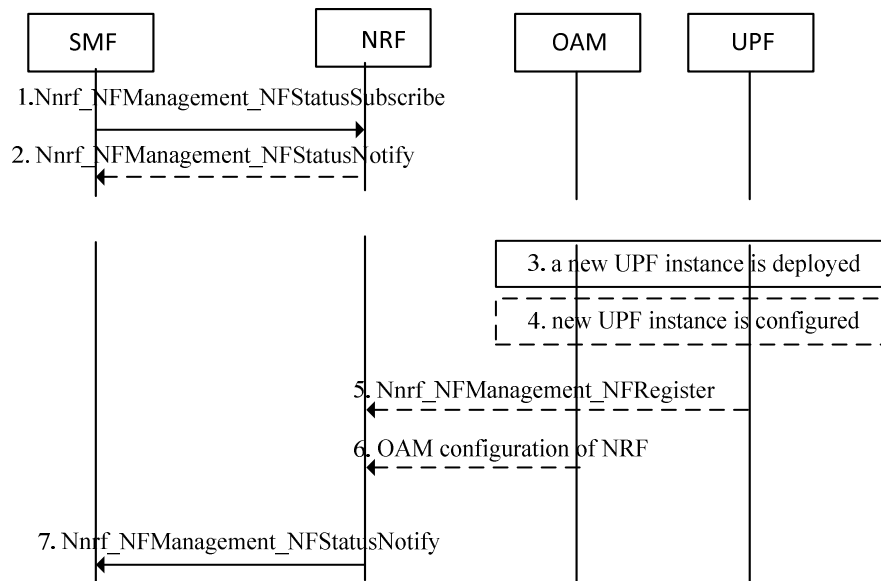 SMF NRF OAM UPF
1.Nnrf_NFManagement_NFStatusSubscribe
2. Nnrf_NFManagement_NFStatusNotify
3. a new UPF instance is deployed
4. new UPF instance is configured
5. Nnrf_NFManagement_NFRegister
6. OAM configuration of NRF
7. Nnrf_NFManagement_NFStatusNotify